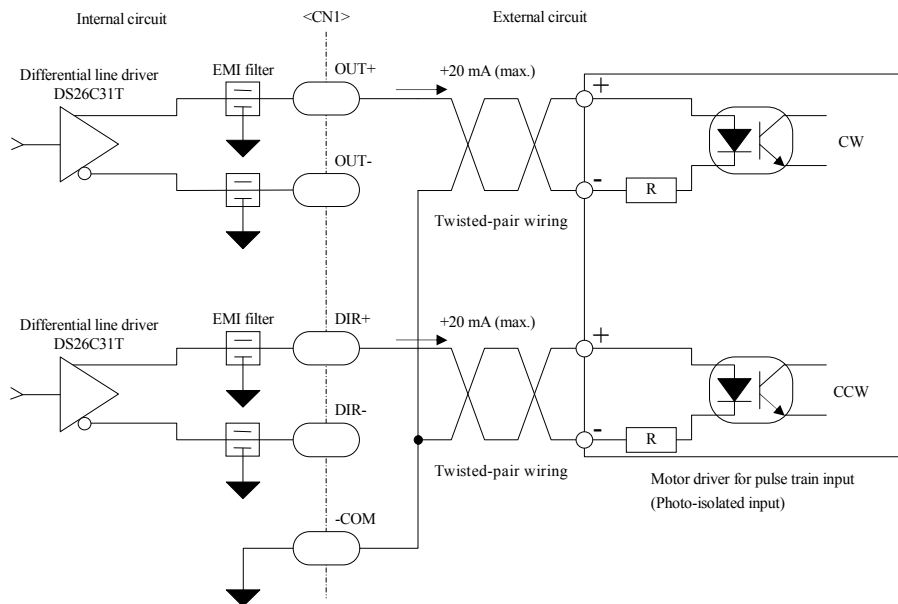 Internal circuit
<CN1>
External circuit
Differential line driver
DS26C31T
EMI filter
OUT+
+20 mA (max.)
+
CW
OUT-
-
R
Twisted-pair wiring
Differential line driver
DS26C31T
EMI filter
DIR+
+20 mA (max.)
+
CCW
DIR-
-
R
Twisted-pair wiring
Motor driver for pulse train input
(Photo-isolated input)
-COM